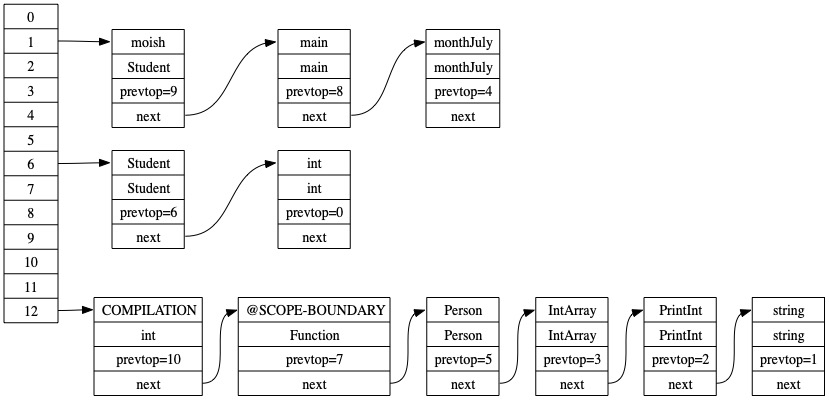 0
1
2
3
4
5
6
7
8
9
10
11
12
moish
Student
prevtop=9
next
main
main
prevtop=8
next
monthJuly
monthJuly
prevtop=4
next
Student
Student
prevtop=6
next
int
int
prevtop=0
next
COMPILATION
int
prevtop=10
next
@SCOPE-BOUNDARY
Function
prevtop=7
next
Person
Person
prevtop=5
next
IntArray
IntArray
prevtop=3
next
PrintInt
PrintInt
prevtop=2
next
string
string
prevtop=1
next